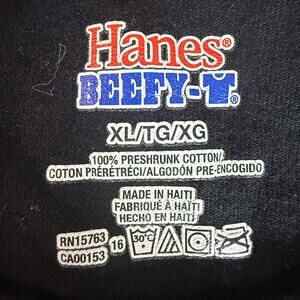 Hanes®
BEEFY-T®
XL/TG/XG
100% PRESHRUNK COTTON/
COTON PRÉRÉTRÉCI/ALGODÓN PRE-ENCOGIDO
MADE IN HAITI
FABRIQUÉ À HAÏTI
HECHO EN HAITÍ
RN15763
CA00153
16
30°C